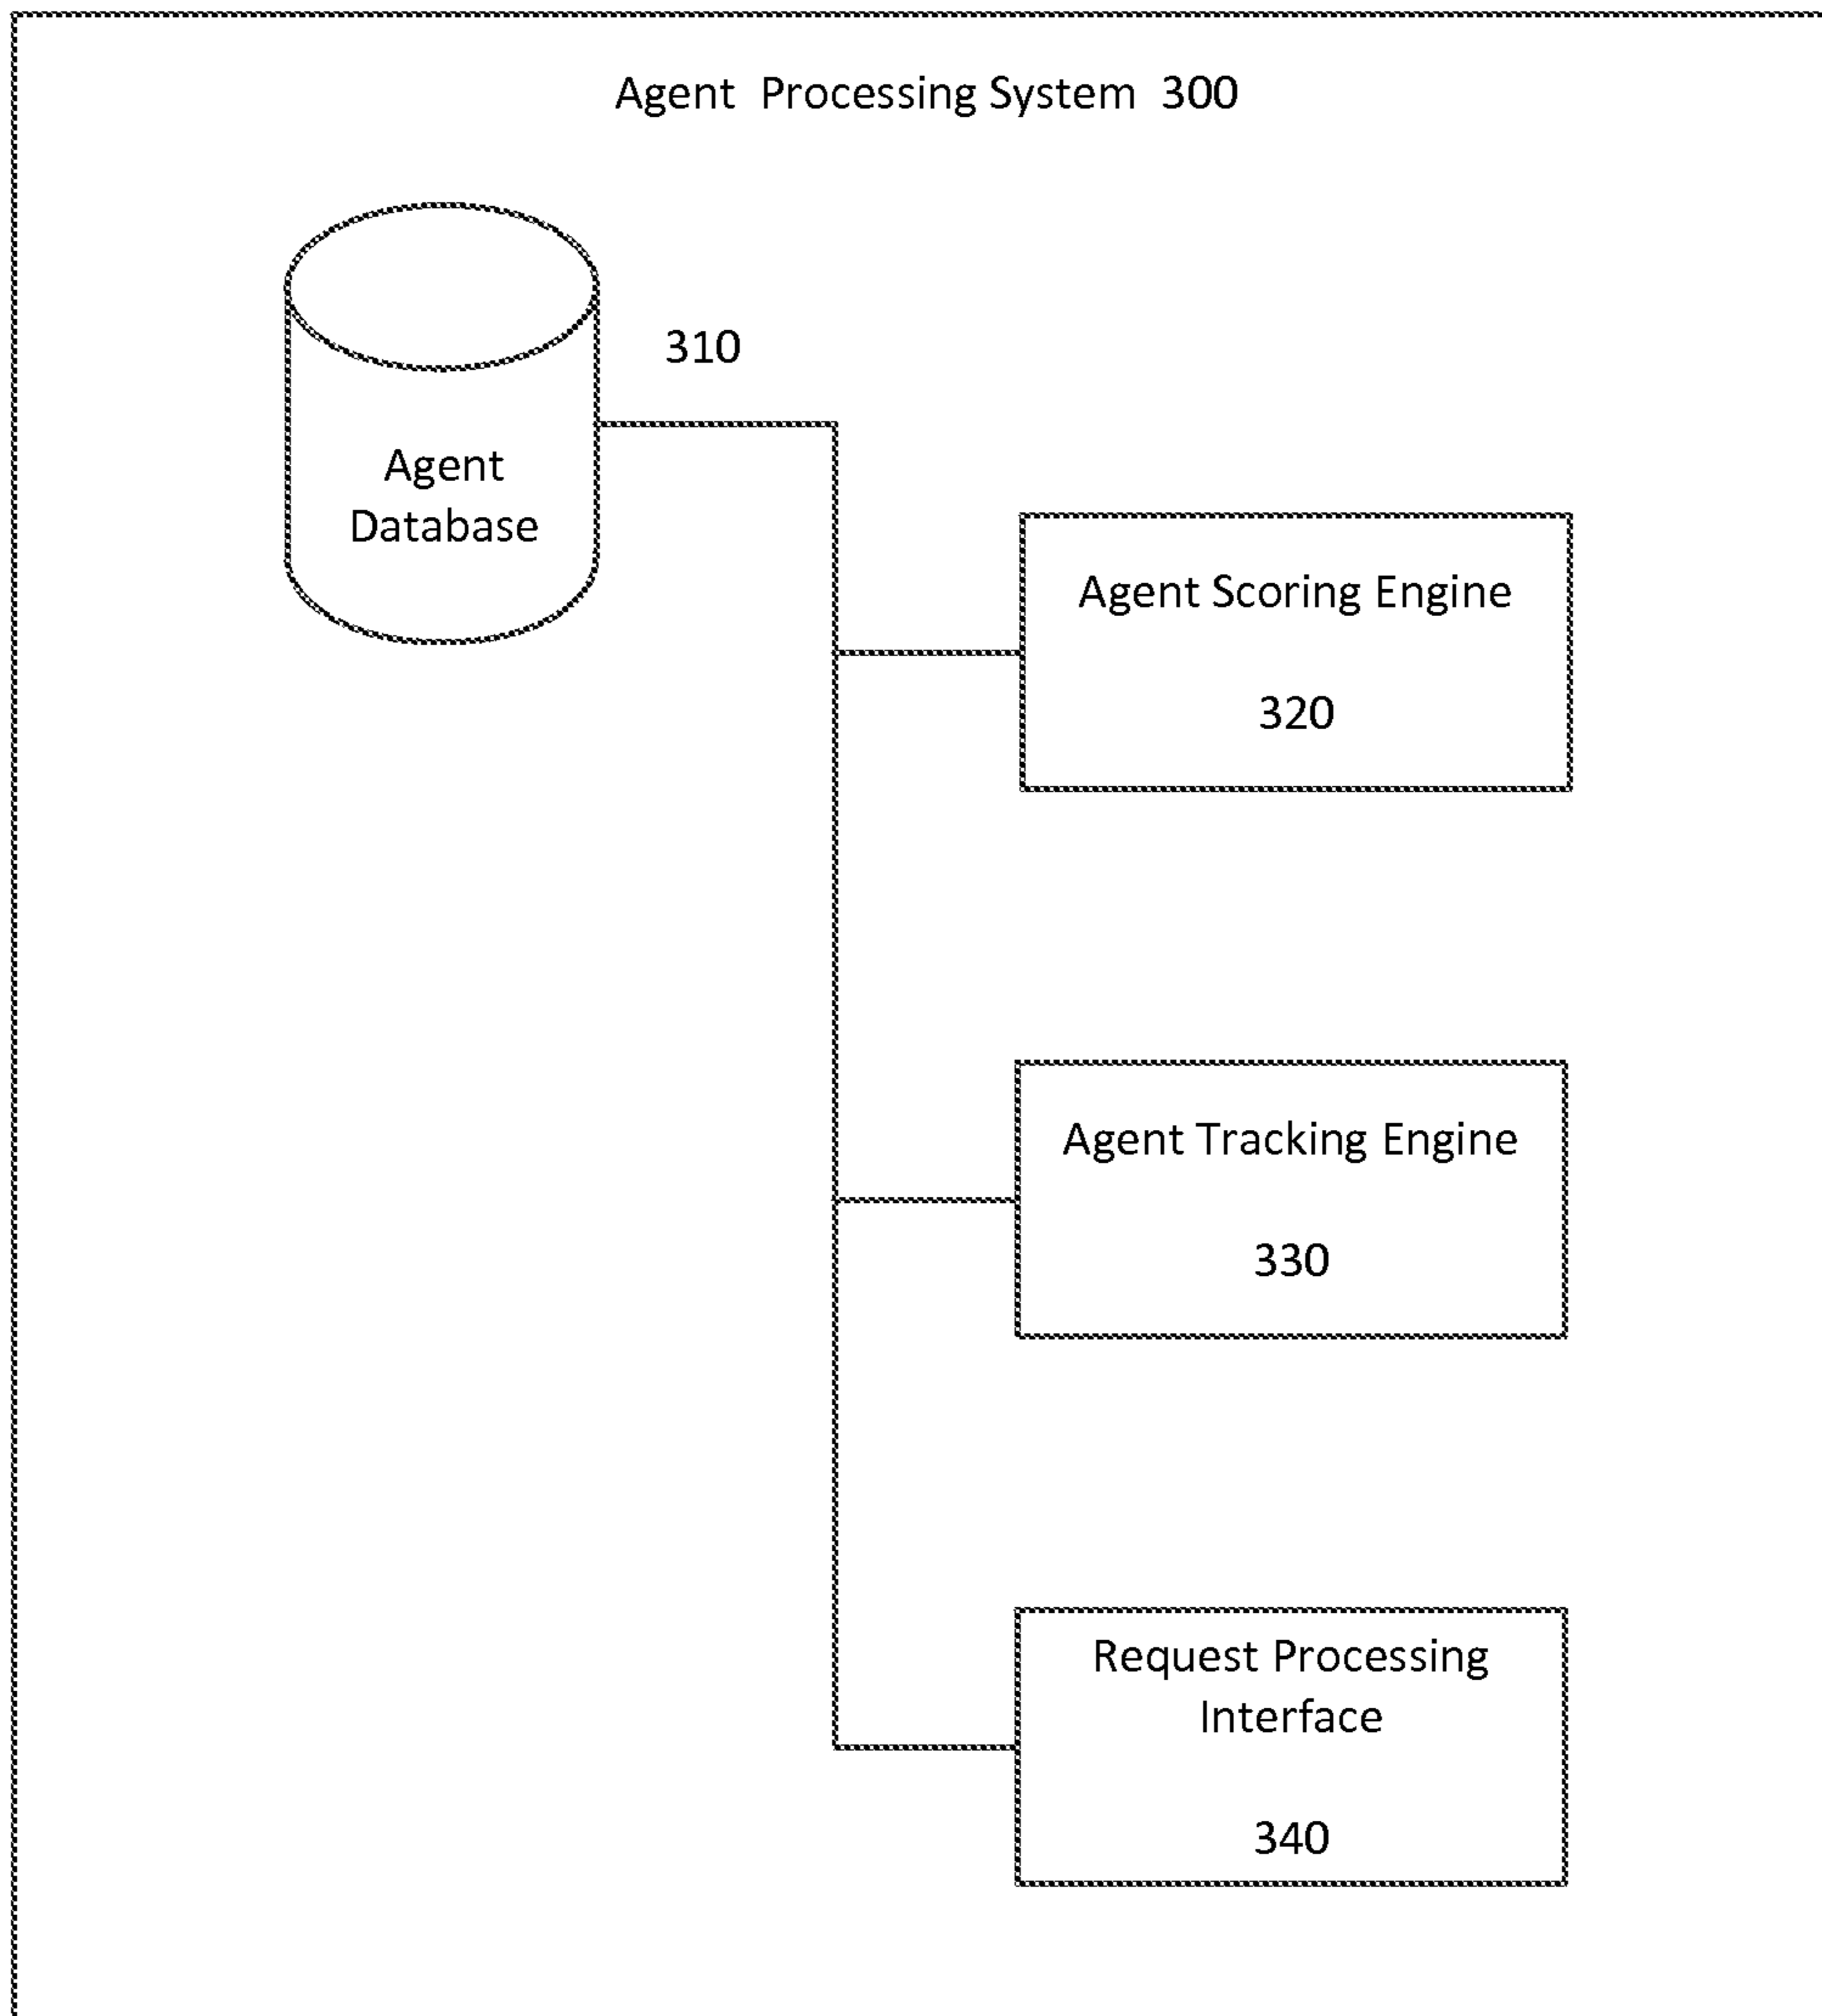 Agent Processing System 300
310
Agent
Database
Agent Scoring Engine
320
Agent Tracking Engine
330
Request Processing
Interface
340